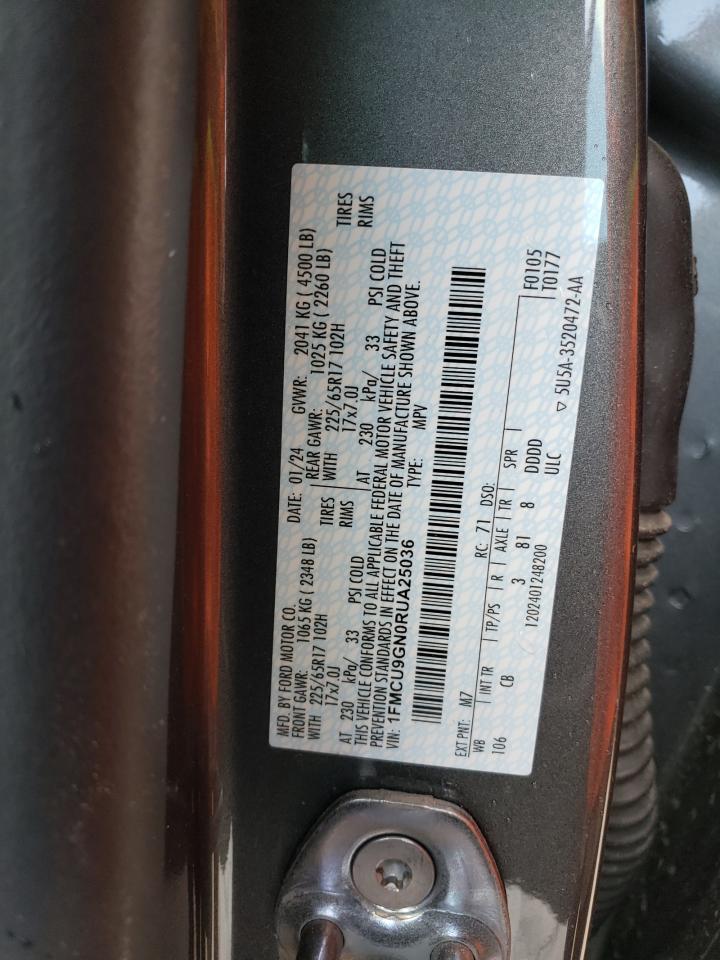 MFD. BY FORD MOTOR CO. DATE: 01/24 GVWR: 2041 KG ( 4500 LB)
FRONT GAWR: 1065 KG ( 2348 LB) REAR GAWR: 1025 KG ( 2260 LB)
WITH 225/65R17 102H TIRES WITH 225/65R17 102H TIRES
17x7.0J RIMS 17x7.0J RIMS
AT 230 kPa/ 33 PSI COLD AT 230 kPa/ 33 PSI COLD
THIS VEHICLE CONFORMS TO ALL APPLICABLE FEDERAL MOTOR VEHICLE SAFETY AND THEFT
PREVENTION STANDARDS IN EFFECT ON THE DATE OF MANUFACTURE SHOWN ABOVE.
VIN: 1FMCU9GN0RUA25036 TYPE: MPV
EXT PNT: M7 RC: 71 DSO: F0105
WB INT TR TP/PS R AXLE TR SPR T0177
106 CB 3 81 8 DDDD
1202401248200 ULC ▽ 5U5A-3520472-AA